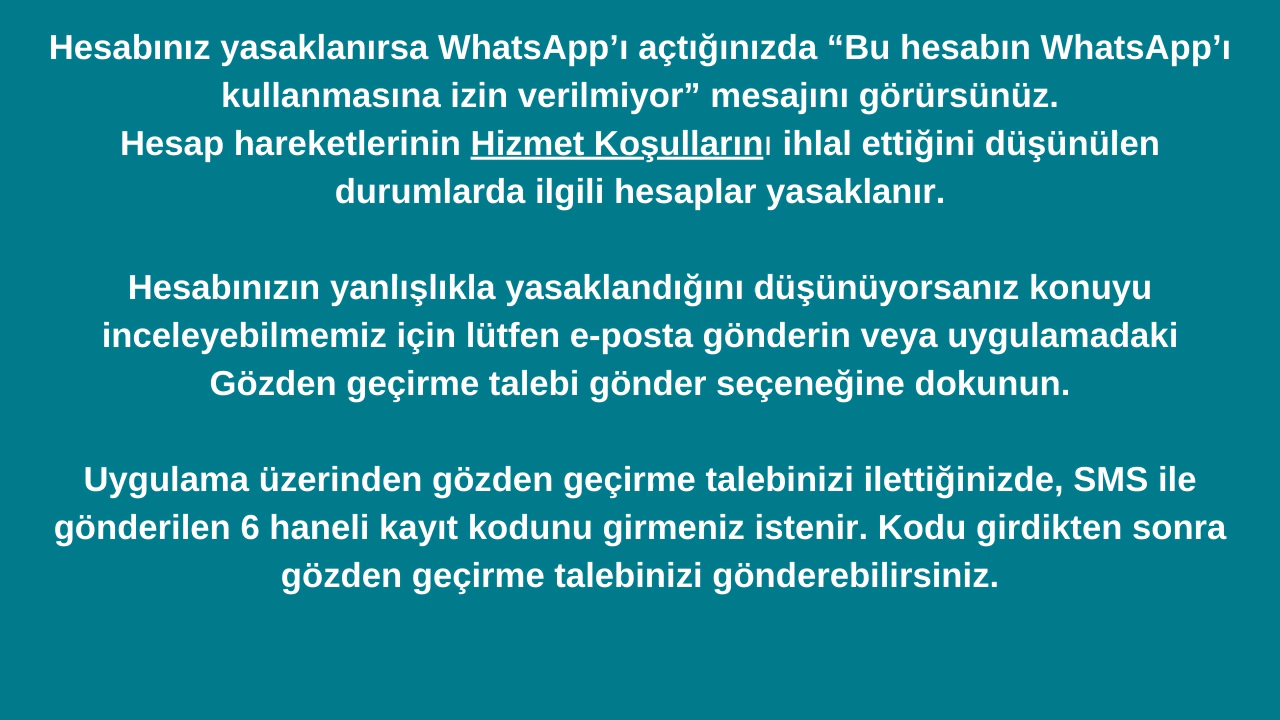 Hesabınız yasaklanırsa WhatsApp’ı açtığınızda “Bu hesabın WhatsApp’ı
kullanmasına izin verilmiyor” mesajını görürsünüz.
Hesap hareketlerinin Hizmet Koşullarını ihlal ettiğini düşünülen
durumlarda ilgili hesaplar yasaklanır.
Hesabınızın yanlışlıkla yasaklandığını düşünüyorsanız konuyu
inceleyebilmemiz için lütfen e-posta gönderin veya uygulamadaki
Gözden geçirme talebi gönder seçeneğine dokunun.
Uygulama üzerinden gözden geçirme talebinizi ilettiğinizde, SMS ile
gönderilen 6 haneli kayıt kodunu girmeniz istenir. Kodu girdikten sonra
gözden geçirme talebinizi gönderebilirsiniz.